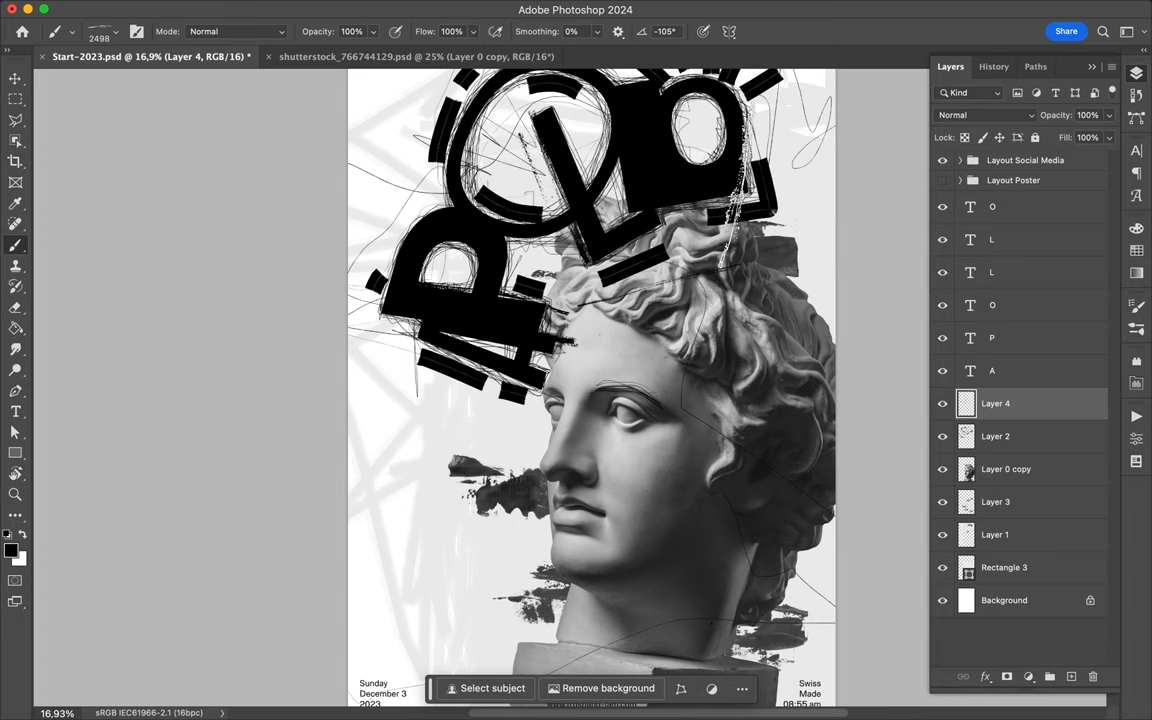 Adobe Photoshop 2024
2498
Mode: Normal
Opacity: 100%
Flow: 100%
Smoothing: 0%
-105°
Share
Start-2023.psd @ 16,9% (Layer 4, RGB/16) *
shutterstock_766744129.psd @ 25% (Layer 0 copy, RGB/16*)
Layers
History
Paths
Kind
Normal
Opacity: 100%
Lock:
Fill: 100%
Layout Social Media
Layout Poster
O
L
L
O
P
A
Layer 4
Layer 2
Layer 0 copy
Layer 3
Layer 1
Rectangle 3
Background
Sunday
December 3
2023
Select subject
Remove background
Swiss
Made
08:55 am
16,93%
sRGB IEC61966-2.1 (16bpc)